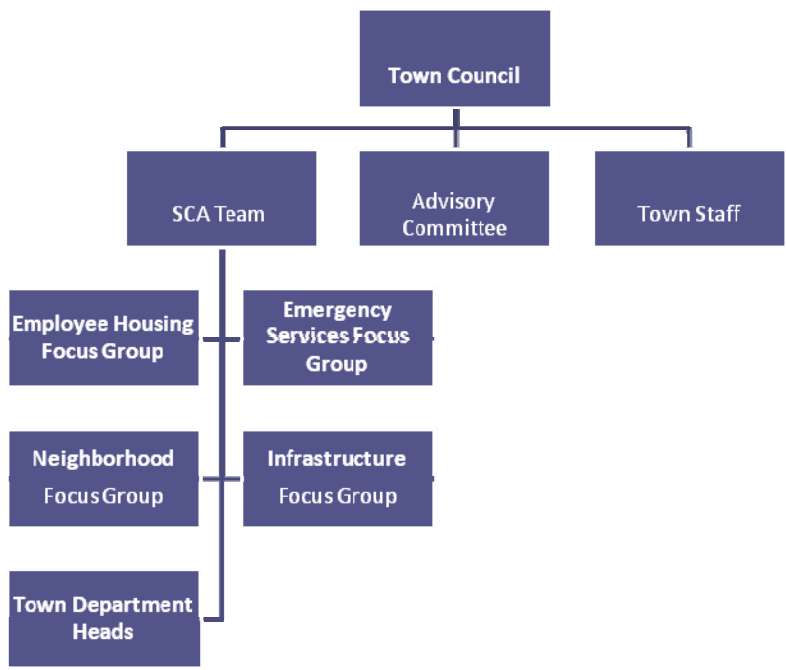 Town Council
SCA Team
Advisory
Committee
Town Staff
Employee Housing
Focus Group
Emergency
Services Focus
Group
Neighborhood
Focus Group
Infrastructure
Focus Group
Town Department
Heads